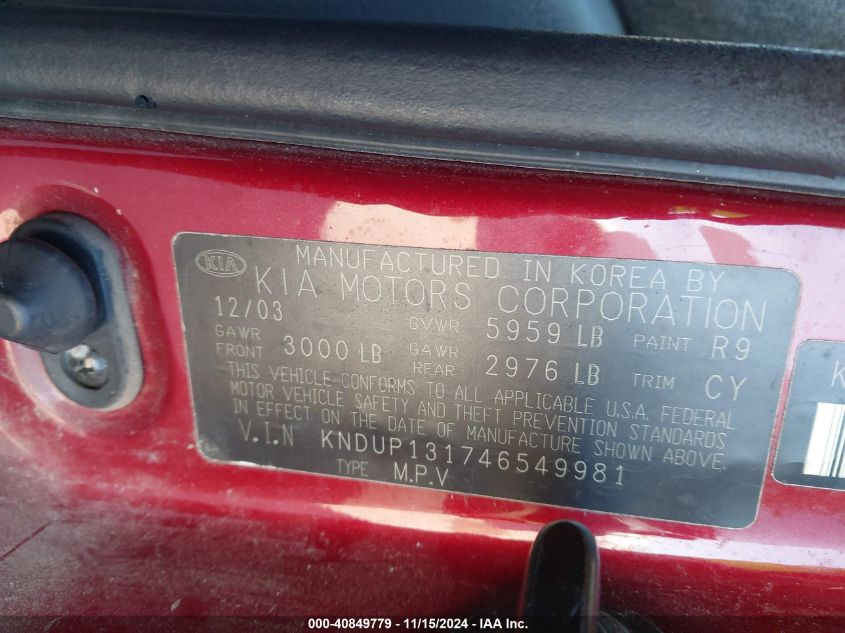 KIA
MANUFACTURED IN KOREA BY
KIA MOTORS CORPORATION
12/03 GVWR 5959 LB PAINT R9
GAWR FRONT 3000 LB GAWR REAR 2976 LB TRIM CY
THIS VEHICLE CONFORMS TO ALL APPLICABLE U.S.A. FEDERAL
MOTOR VEHICLE SAFETY AND THEFT PREVENTION STANDARDS
IN EFFECT ON THE DATE OF MANUFACTURE SHOWN ABOVE.
V.I.N KNDUP131746549981
TYPE M.P.V
K
000-40849779 - 11/15/2024 - IAA Inc.